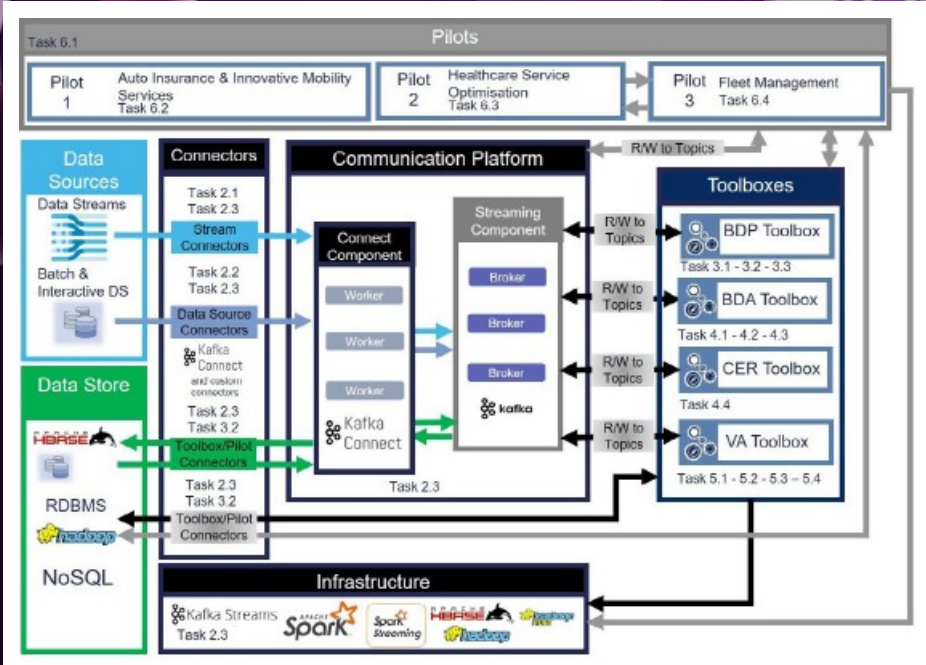 Pilots
Task 6.1
Pilot
1
Auto Insurance & Innovative Mobility
Services
Task 6.2
Pilot
2
Healthcare Service
Optimisation
Task 6.3
Pilot
3
Fleet Management
Task 6.4
Data
Sources
Data Streams
Batch &
Interactive DS
Data Store
APACHE
HBASE
RDBMS
hadoop
NoSQL
Connectors
Task 2.1
Task 2.3
Stream
Connectors
Task 2.2
Task 2.3
Data Source
Connectors
Kafka
Connect
and custom
connectors
Task 2.3
Task 3.2
Toolbox/Pilot
Connectors
Task 2.3
Task 3.2
Toolbox/Pilot
Connectors
Communication Platform
Connect
Component
Worker
Worker
Worker
Kafka
Connect
Streaming
Component
Broker
Broker
Broker
kafka
Task 2.3
R/W to Topics
R/W to
Topics
R/W to
Topics
R/W to
Topics
R/W to
Topics
Toolboxes
BDP Toolbox
Task 3.1 - 3.2 - 3.3
BDA Toolbox
Task 4.1 - 4.2 - 4.3
CER Toolbox
Task 4.4
VA Toolbox
Task 5.1 - 5.2 - 5.3 – 5.4
Infrastructure
Kafka Streams
Task 2.3
APACHE
Spark
Spark
Streaming
APACHE
HBASE
hadoop
hadoop